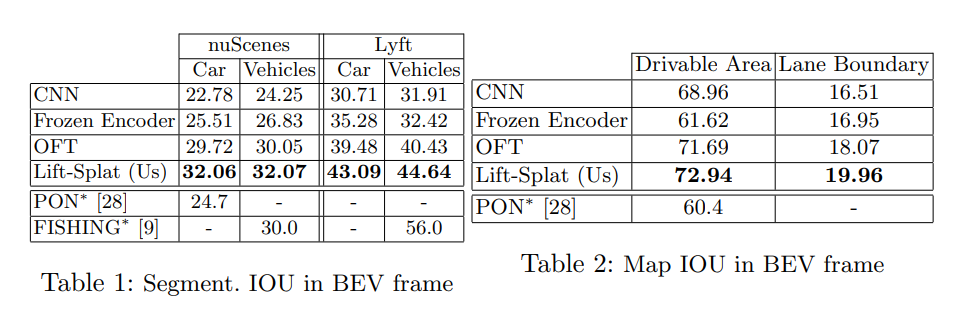 nuScenes Lyft
Car Vehicles Car Vehicles
CNN 22.78 24.25 30.71 31.91
Frozen Encoder 25.51 26.83 35.28 32.42
OFT 29.72 30.05 39.48 40.43
Lift-Splat (Us) 32.06 32.07 43.09 44.64
PON* [28] 24.7 - - -
FISHING* [9] - 30.0 - 56.0
Table 1: Segment. IOU in BEV frame
Drivable Area Lane Boundary
CNN 68.96 16.51
Frozen Encoder 61.62 16.95
OFT 71.69 18.07
Lift-Splat (Us) 72.94 19.96
PON* [28] 60.4 -
Table 2: Map IOU in BEV frame